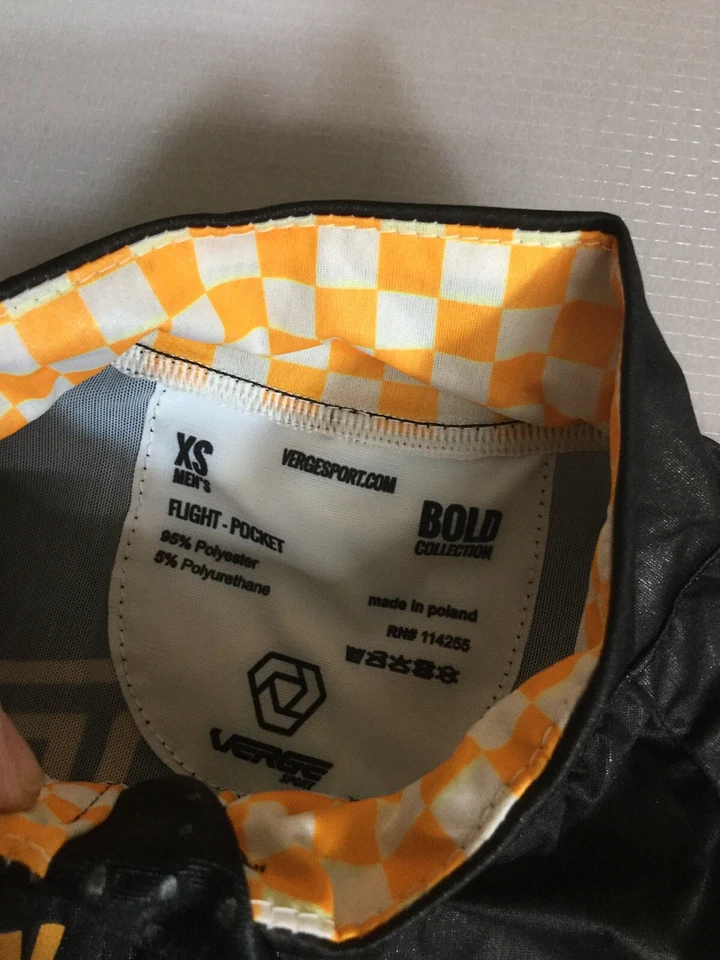 XS
MEN'S
VERGESPORT.COM
FLIGHT - POCKET
95% Polyester
5% Polyurethane
BOLD
COLLECTION
made in poland
RN# 114255
VERGE
SPORT